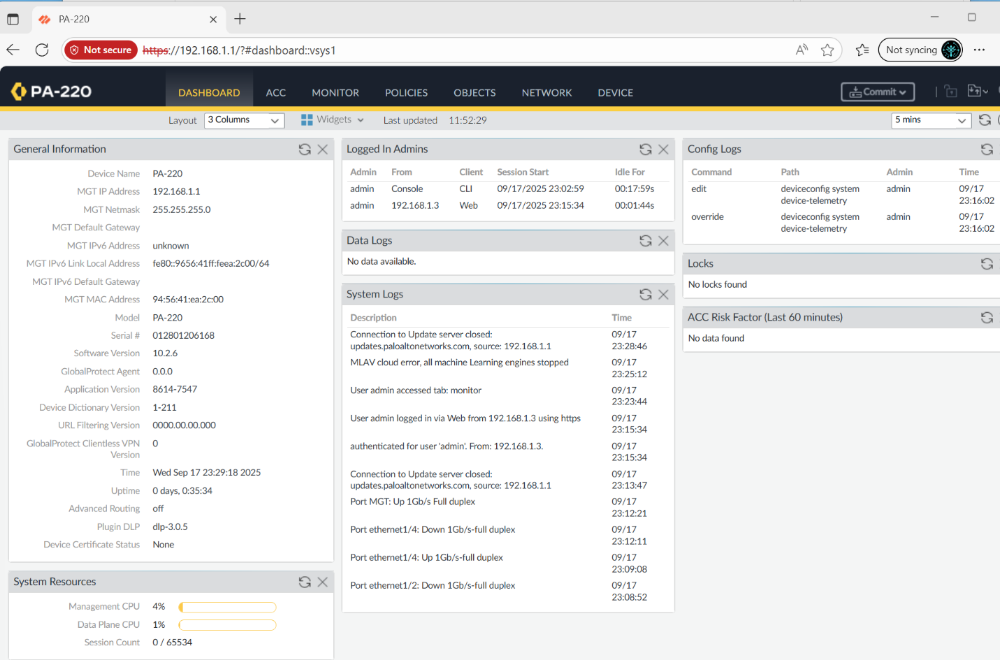 PA-220
Not secure
https://192.168.1.1/?#dashboard::vsys1
Not syncing
PA-220
DASHBOARD
ACC
MONITOR
POLICIES
OBJECTS
NETWORK
DEVICE
Commit
Layout
3 Columns
Widgets
Last updated
11:52:29
5 mins
General Information
Device Name PA-220
MGT IP Address 192.168.1.1
MGT Netmask 255.255.255.0
MGT Default Gateway
MGT IPv6 Address unknown
MGT IPv6 Link Local Address fe80::9656:41ff:feea:2c00/64
MGT IPv6 Default Gateway
MGT MAC Address 94:56:41:ea:2c:00
Model PA-220
Serial # 012801206168
Software Version 10.2.6
GlobalProtect Agent 0.0.0
Application Version 8614-7547
Device Dictionary Version 1-211
URL Filtering Version 0000.00.00.000
GlobalProtect Clientless VPN 0
Version
Time Wed Sep 17 23:29:18 2025
Uptime 0 days, 0:35:34
Advanced Routing off
Plugin DLP dlp-3.0.5
Device Certificate Status None
System Resources
Management CPU 4%
Data Plane CPU 1%
Session Count 0 / 65534
Logged In Admins
Admin From Client Session Start Idle For
admin Console CLI 09/17/2025 23:02:59 00:17:59s
admin 192.168.1.3 Web 09/17/2025 23:15:34 00:01:44s
Data Logs
No data available.
System Logs
Description Time
Connection to Update server closed: 09/17
updates.paloaltonetworks.com, source: 192.168.1.1 23:28:46
MLAV cloud error, all machine Learning engines stopped 09/17
23:25:12
User admin accessed tab: monitor 09/17
23:23:44
User admin logged in via Web from 192.168.1.3 using https 09/17
23:15:34
authenticated for user 'admin'. From: 192.168.1.3. 09/17
23:15:34
Connection to Update server closed: 09/17
updates.paloaltonetworks.com, source: 192.168.1.1 23:13:47
Port MGT: Up 1Gb/s Full duplex 09/17
23:12:21
Port ethernet1/4: Down 1Gb/s-full duplex 09/17
23:12:11
Port ethernet1/4: Up 1Gb/s-full duplex 09/17
23:09:08
Port ethernet1/2: Down 1Gb/s-full duplex 09/17
23:08:52
Config Logs
Command Path Admin Time
edit deviceconfig system admin 09/17
device-telemetry 23:16:02
override deviceconfig system admin 09/17
device-telemetry 23:16:02
Locks
No locks found
ACC Risk Factor (Last 60 minutes)
No data found